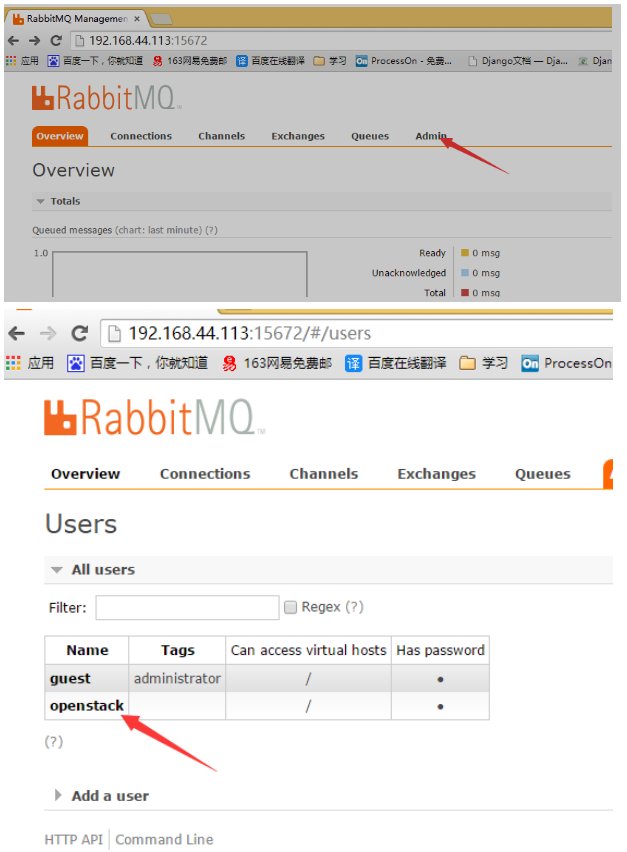 RabbitMQ Managemen
192.168.44.113:15672
应用 百度一下，你就知道 163网易免费邮 百度在线翻译 学习 ProcessOn - 免费... Django文档 — Dja... Djan
RabbitMQ
Overview Connections Channels Exchanges Queues Admin
Overview
Totals
Queued messages (chart: last minute) (?)
1.0
Ready 0 msg
Unacknowledged 0 msg
Total 0 msg
192.168.44.113:15672/#/users
应用 百度一下，你就知道 163网易免费邮 百度在线翻译 学习 ProcessOn
RabbitMQ TM
Overview Connections Channels Exchanges Queues
Users
All users
Filter: Regex (?)
Name Tags Can access virtual hosts Has password
guest administrator / •
openstack / •
(?)
Add a user
HTTP API Command Line